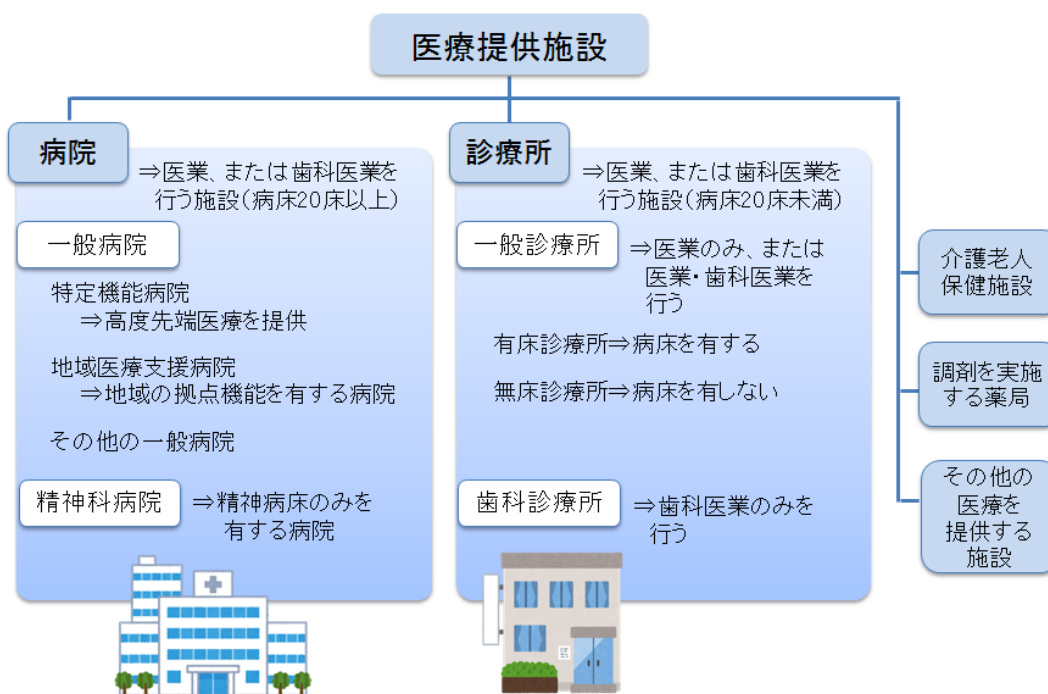 医療提供施設
病院
⇒医業、または歯科医業を
行う施設(病床20床以上)
一般病院
特定機能病院
⇒高度先端医療を提供
地域医療支援病院
⇒地域の拠点機能を有する病院
その他の一般病院
精神科病院
⇒精神病床のみを
有する病院
診療所
⇒医業、または歯科医業を
行う施設(病床20床未満)
一般診療所
⇒医業のみ、または
医業・歯科医業を
行う
有床診療所⇒病床を有する
無床診療所⇒病床を有しない
歯科診療所
⇒歯科医業のみを
行う
介護老人
保健施設
調剤を実施
する薬局
その他の
医療を
提供する
施設